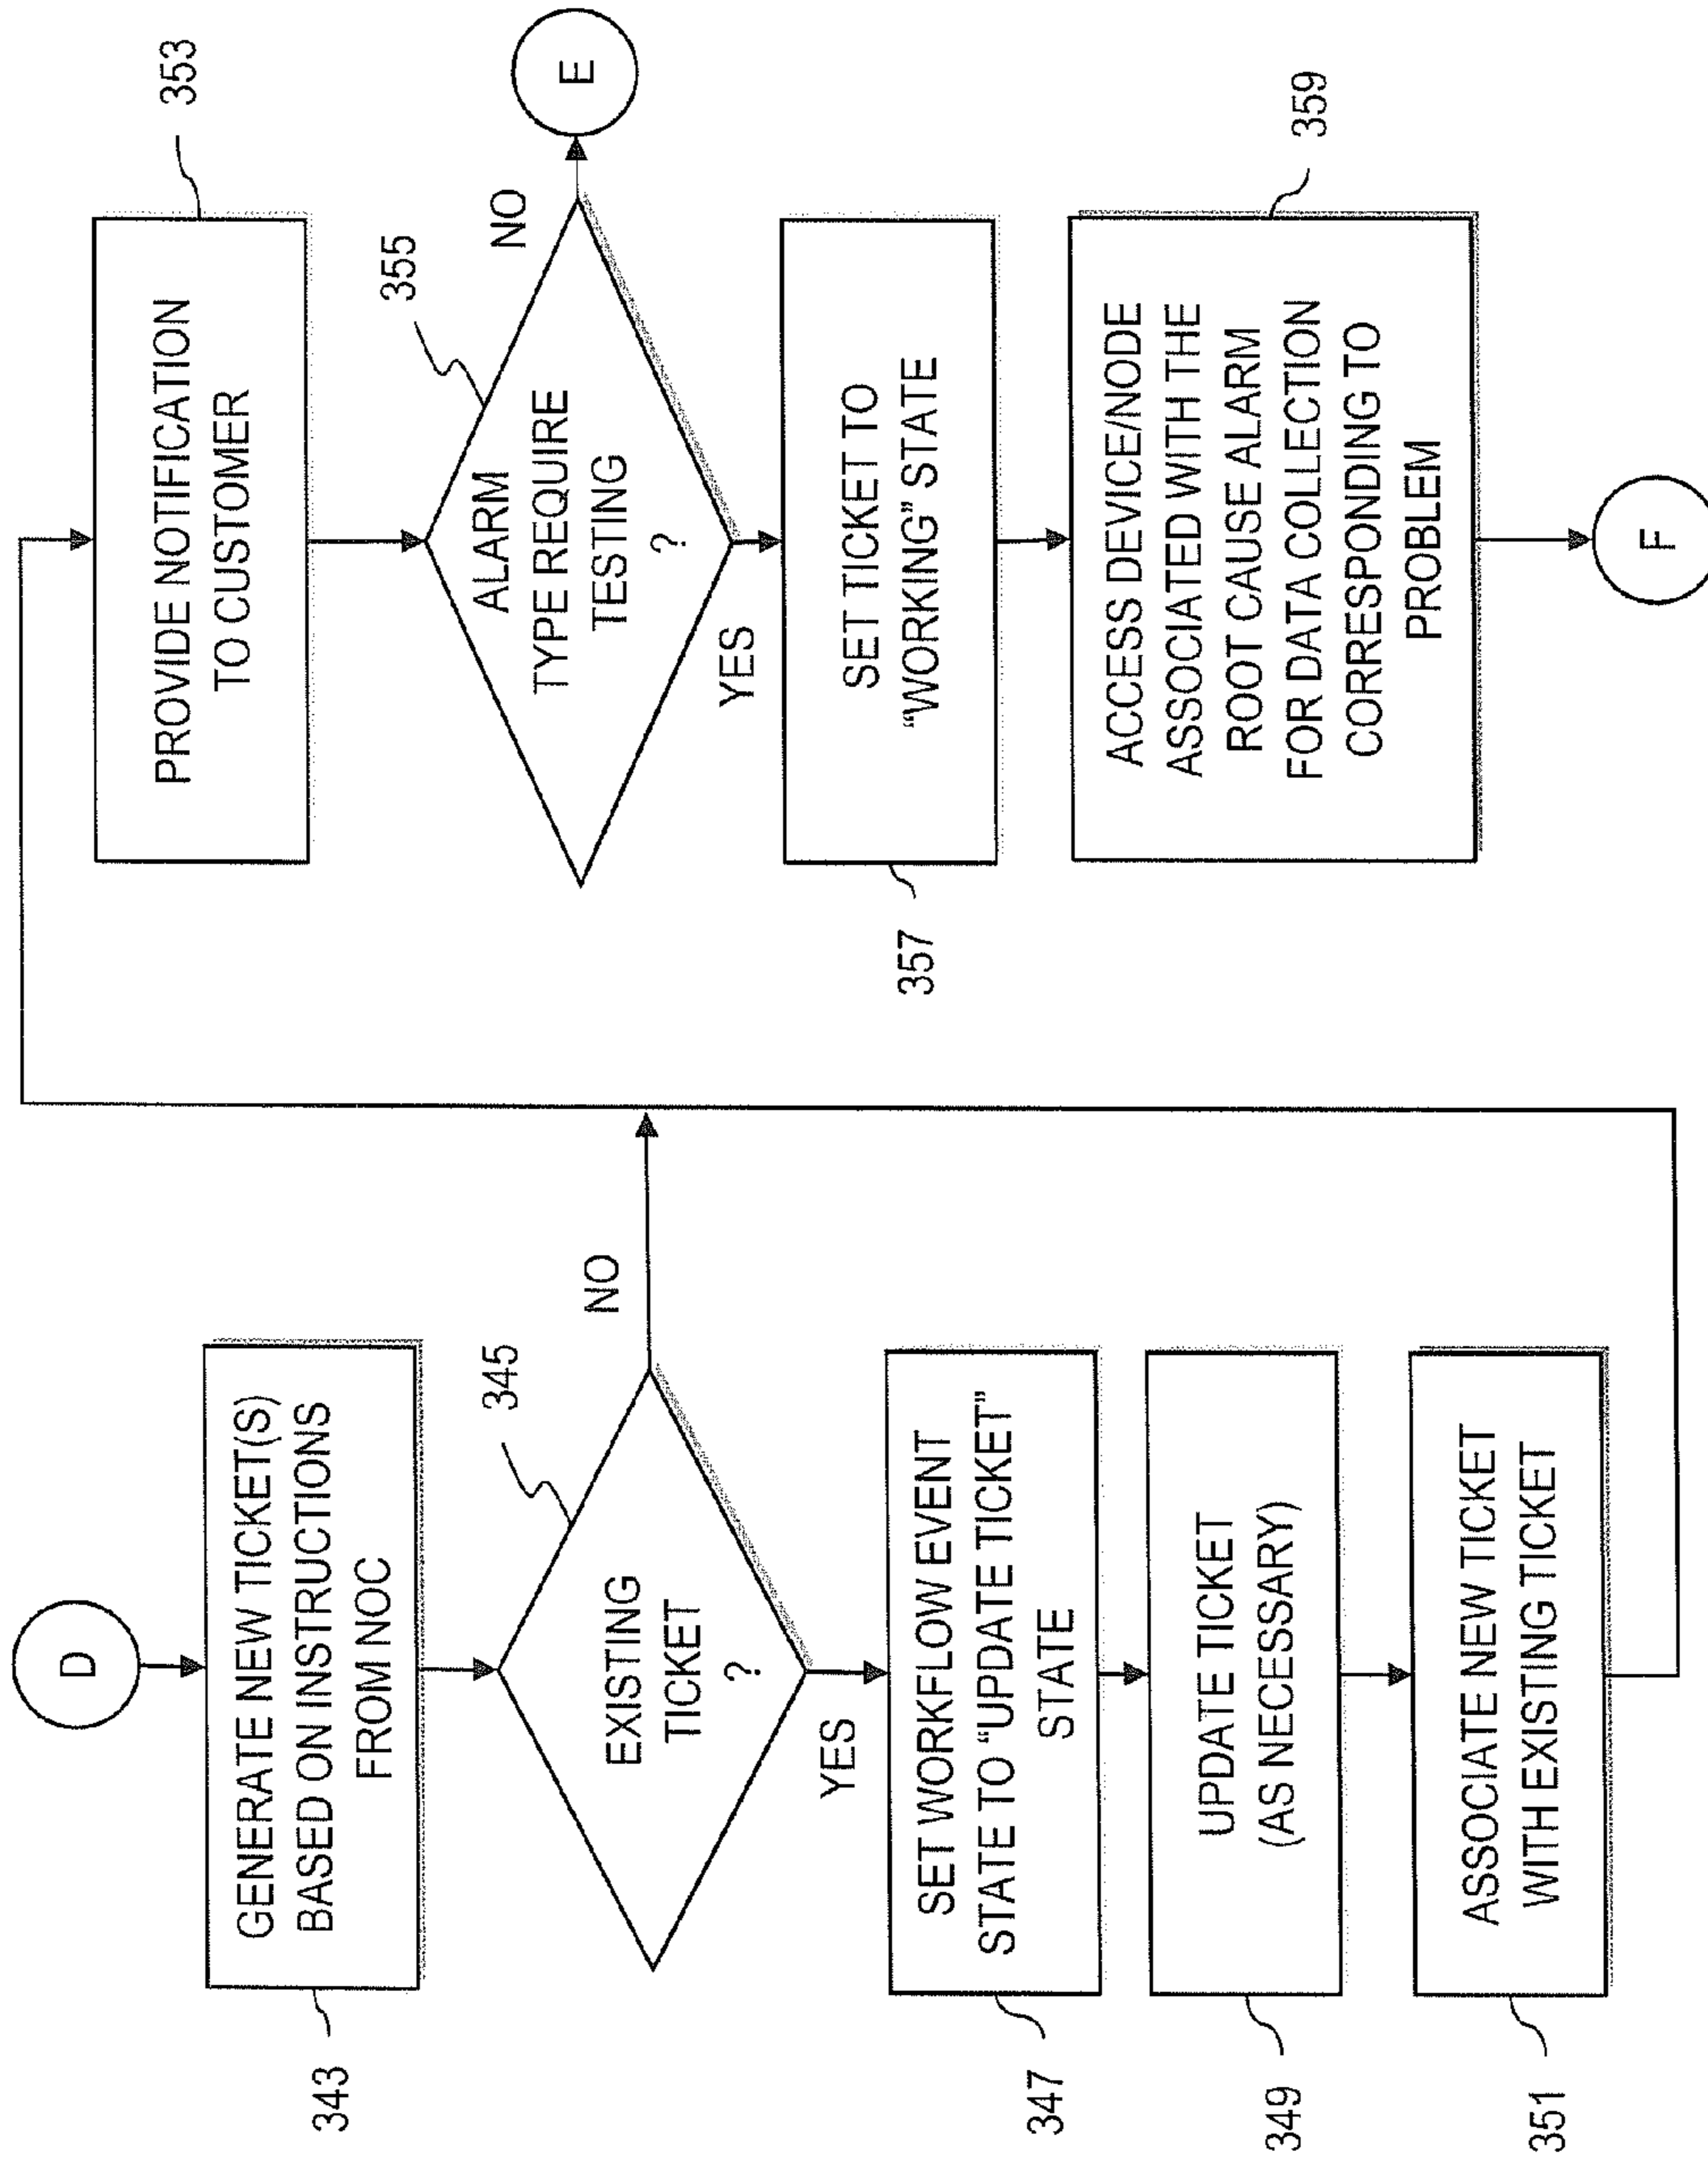 D
GENERATE NEW TICKET(S)
BASED ON INSTRUCTIONS
FROM NOC
343
EXISTING
TICKET
?
345
NO
YES
SET WORKFLOW EVENT
STATE TO "UPDATE TICKET"
STATE
347
UPDATE TICKET
(AS NECESSARY)
349
ASSOCIATE NEW TICKET
WITH EXISTING TICKET
351
PROVIDE NOTIFICATION
TO CUSTOMER
353
ALARM
TYPE REQUIRE
TESTING
?
355
NO
E
YES
SET TICKET TO
"WORKING" STATE
357
ACCESS DEVICE/NODE
ASSOCIATED WITH THE
ROOT CAUSE ALARM
FOR DATA COLLECTION
CORRESPONDING TO
PROBLEM
359
F